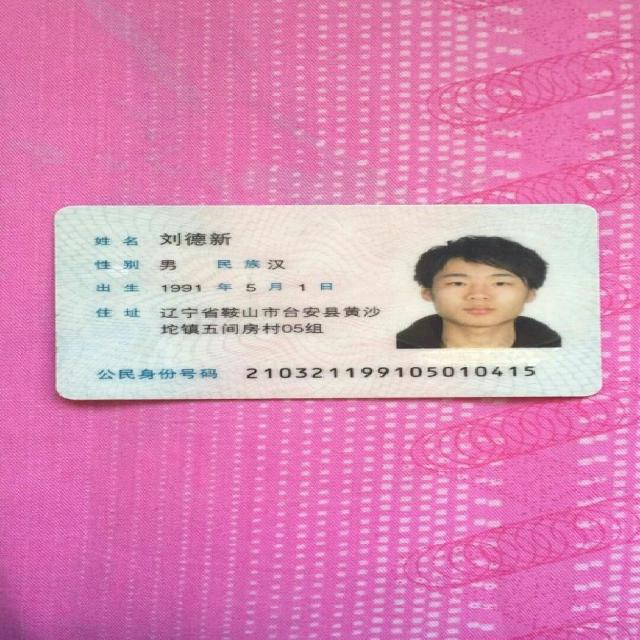 姓名 刘德新
性别 男 民族 汉
出生 1991 年 5 月 1 日
住址 辽宁省鞍山市台安县黄沙
坨镇五间房村05组
公民身份号码 210321199105010415